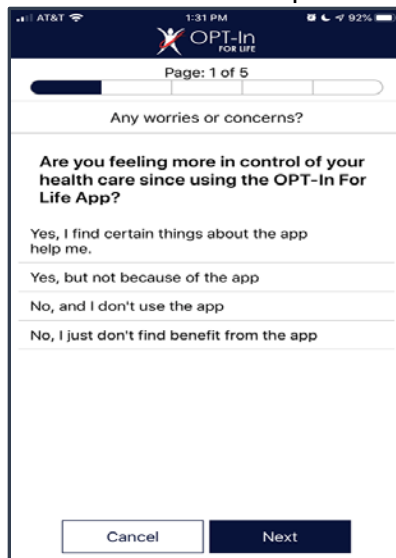 AT&T 1:31 PM 92%
OPT-In
FOR LIFE
Page: 1 of 5
Any worries or concerns?
Are you feeling more in control of your
health care since using the OPT-In For
Life App?
Yes, I find certain things about the app
help me.
Yes, but not because of the app
No, and I don't use the app
No, I just don't find benefit from the app
Cancel Next